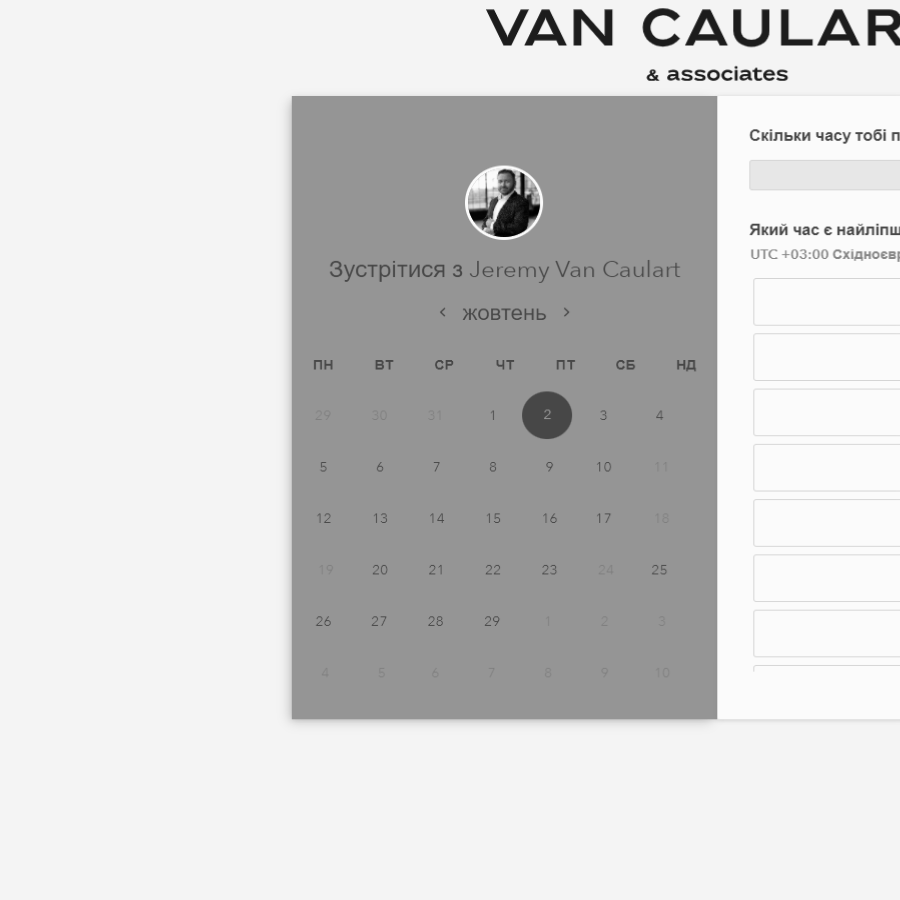 VAN CAULAR
& associates
Зустрітися з Jeremy Van Caulart
жовтень
ПН ВТ СР ЧТ ПТ СБ НД
29 30 31 1 2 3 4
5 6 7 8 9 10 11
12 13 14 15 16 17 18
19 20 21 22 23 24 25
26 27 28 29 1 2 3
4 5 6 7 8 9 10
Скільки часу тобі п
Який час є найліпш
UTC +03:00 Східноєвр